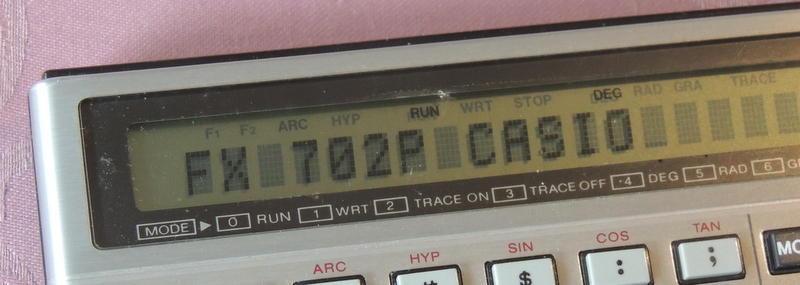 F1 F2 ARC HYP RUN WRT STOP DEG RAD GRA TRACE
FX 702P CASIO
MODE ▶ 0 RUN 1 WRT 2 TRACE ON 3 TRACE OFF 4 DEG 5 RAD 6
ARC HYP SIN COS TAN
$ : ;